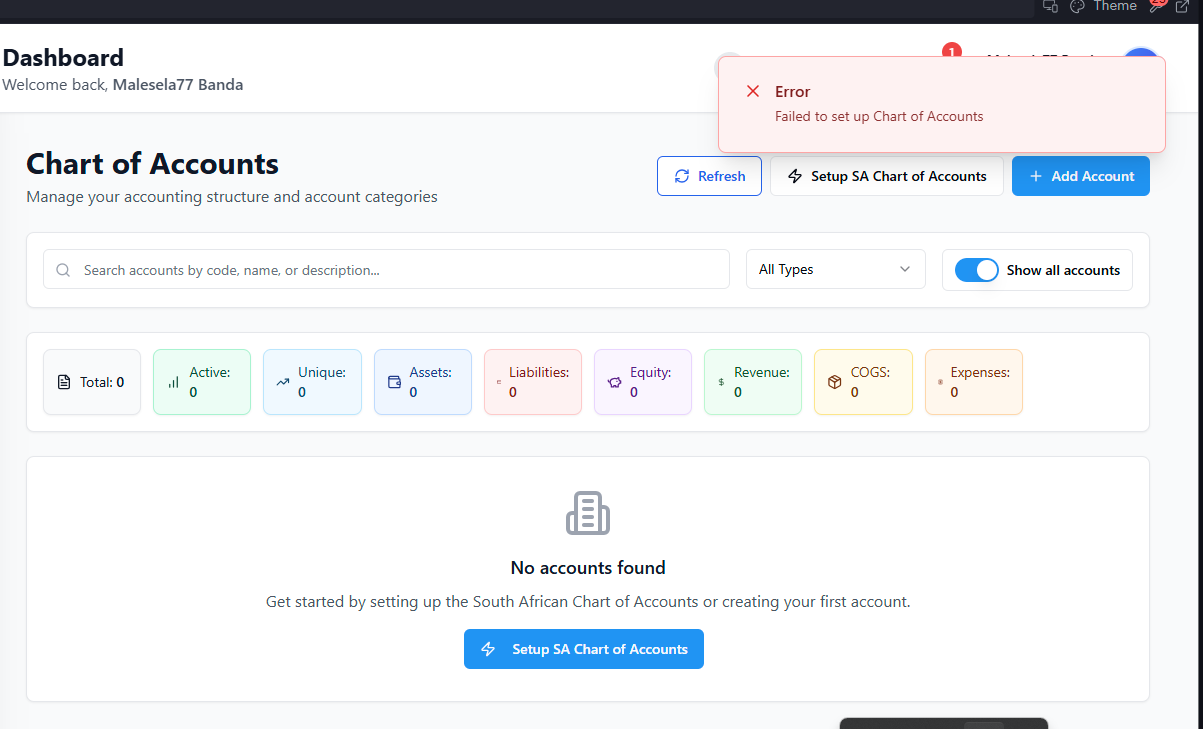 Theme
Dashboard
Welcome back, Malesela77 Banda
1
Error
Failed to set up Chart of Accounts
Chart of Accounts
Manage your accounting structure and account categories
Refresh
Setup SA Chart of Accounts
Add Account
Search accounts by code, name, or description...
All Types
Show all accounts
Total: 0
Active:
0
Unique:
0
Assets:
0
Liabilities:
0
Equity:
0
Revenue:
0
COGS:
0
Expenses:
0
No accounts found
Get started by setting up the South African Chart of Accounts or creating your first account.
Setup SA Chart of Accounts